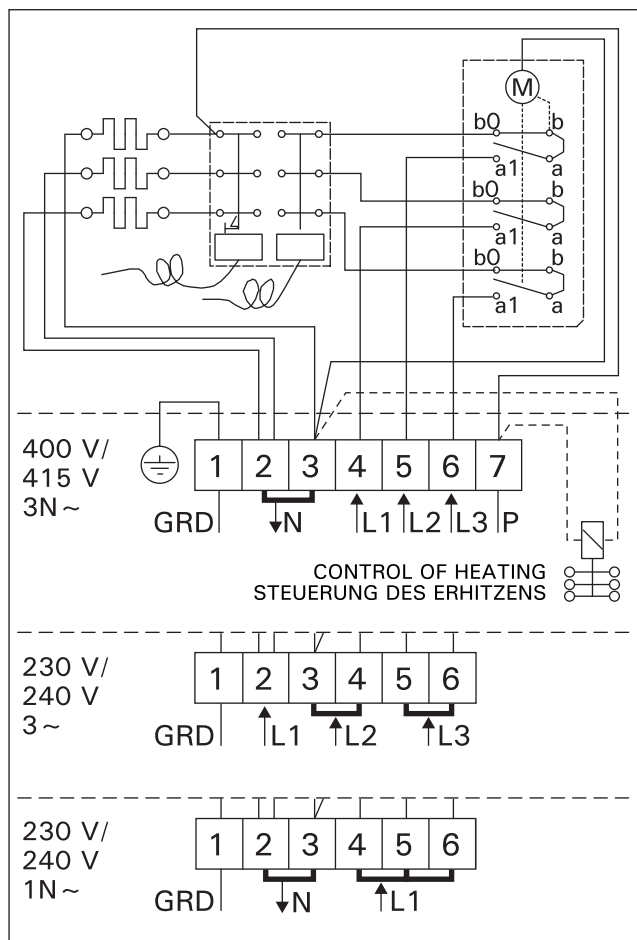 M
b0 b
a1 a
b0 b
a1 a
b0 b
a1 a
400 V/
415 V
3N~
1 2 3 4 5 6 7
GRD N L1 L2 L3 P
CONTROL OF HEATING
STEUERUNG DES ERHITZENS
230 V/
240 V
3~
1 2 3 4 5 6
GRD L1 L2 L3
230 V/
240 V
1N~
1 2 3 4 5 6
GRD N L1